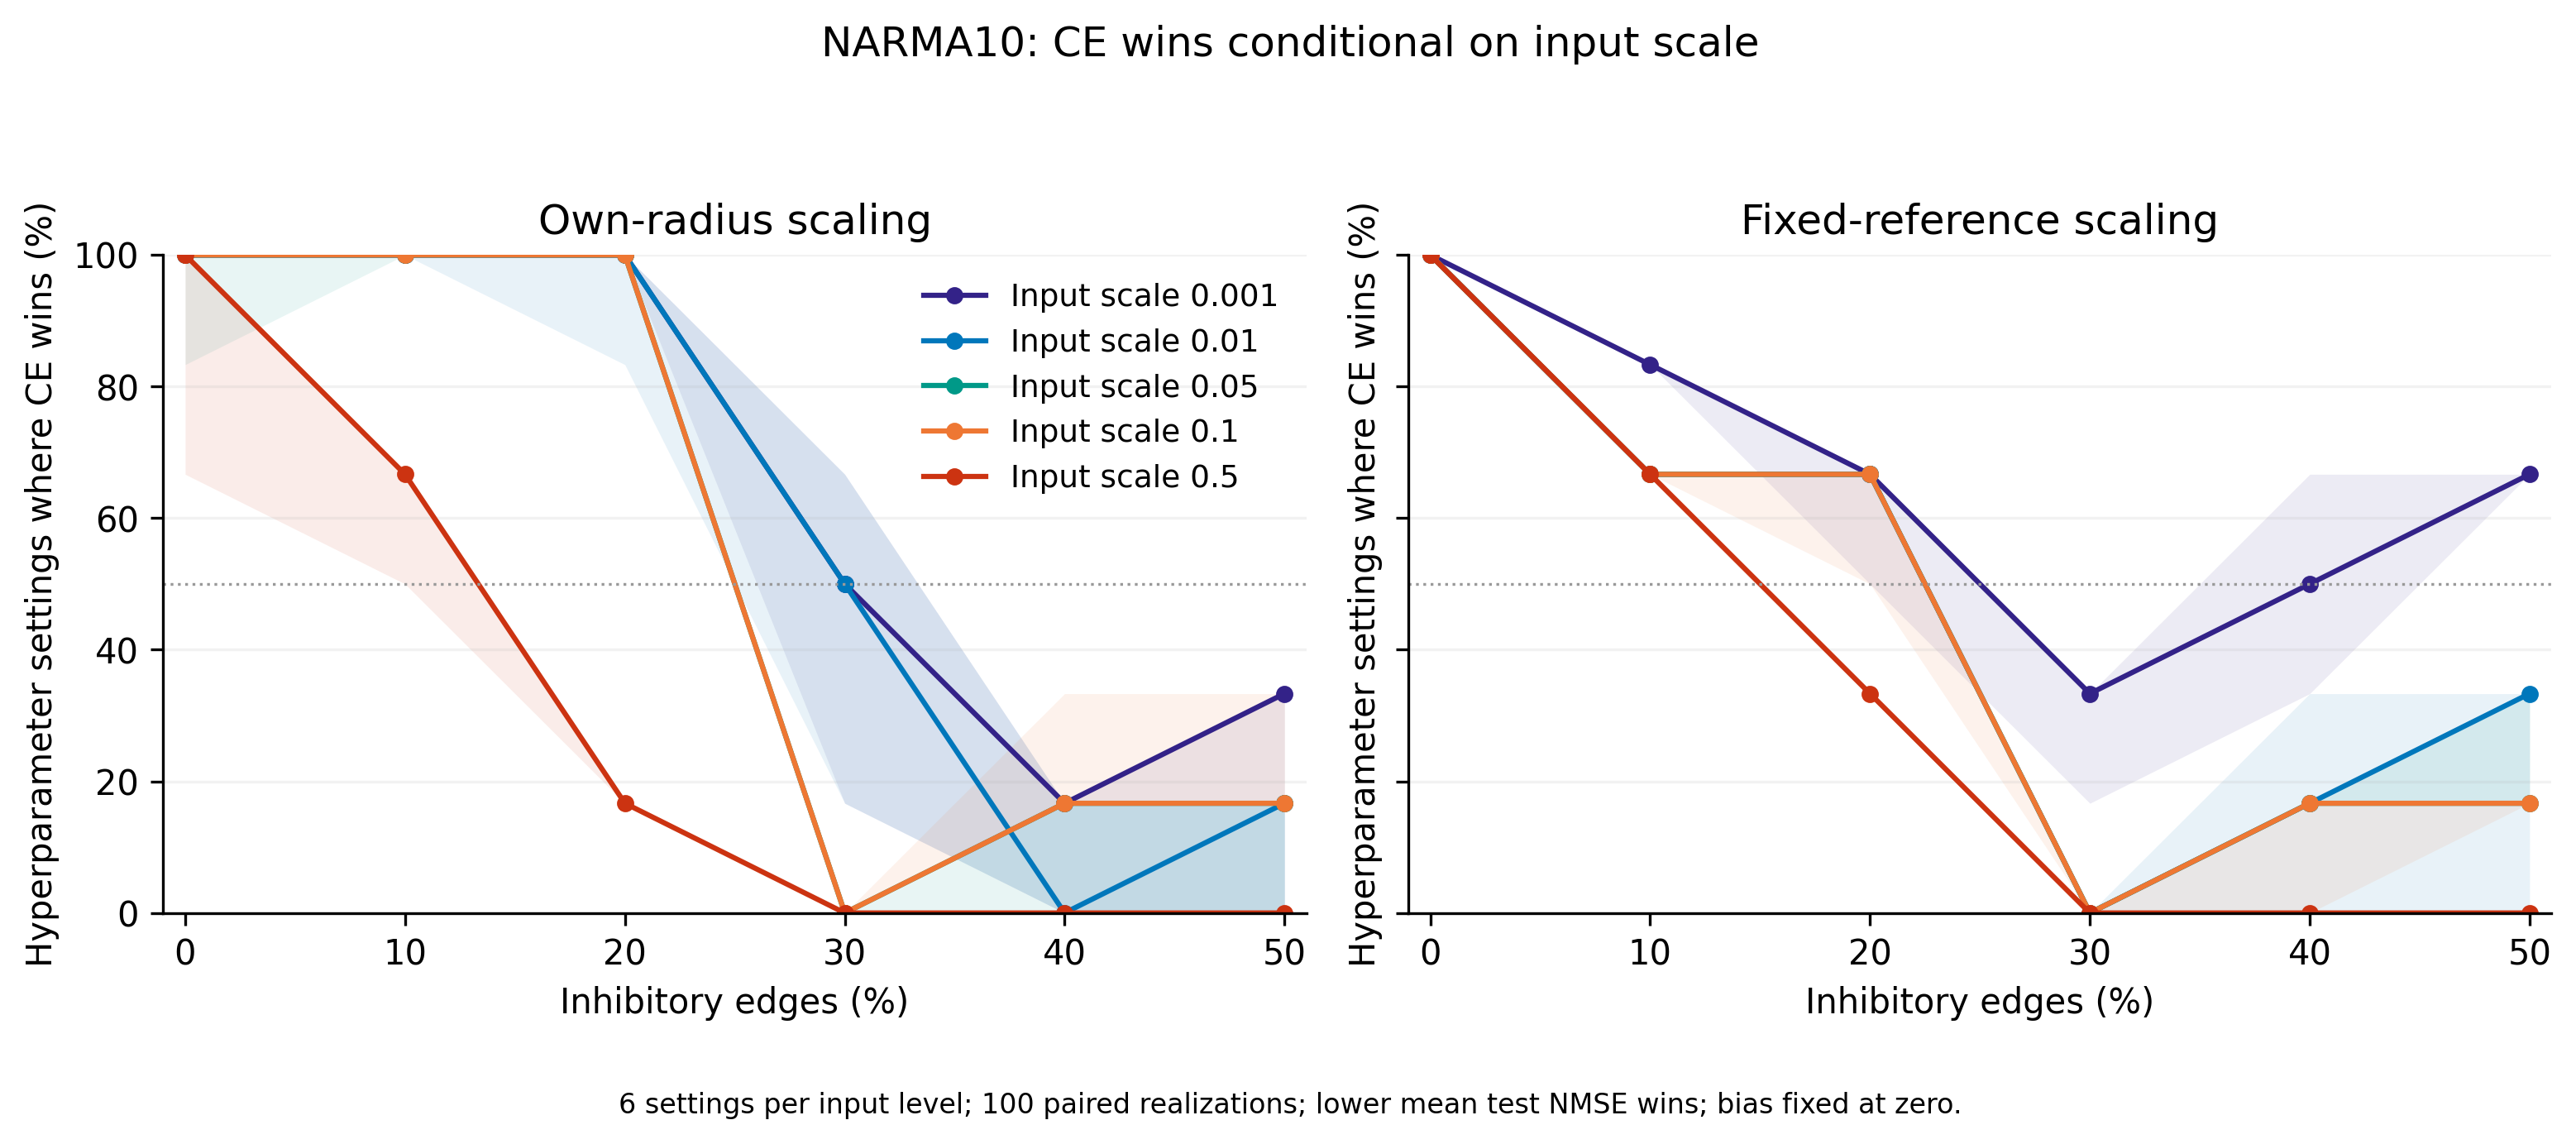 NARMA10: CE wins conditional on input scale
Own-radius scaling
Hyperparameter settings where CE wins (%)
100
80
60
40
20
0
Input scale 0.001
Input scale 0.01
Input scale 0.05
Input scale 0.1
Input scale 0.5
0 10 20 30 40 50
Inhibitory edges (%)
Fixed-reference scaling
Hyperparameter settings where CE wins (%)
0 10 20 30 40 50
Inhibitory edges (%)
6 settings per input level; 100 paired realizations; lower mean test NMSE wins; bias fixed at zero.